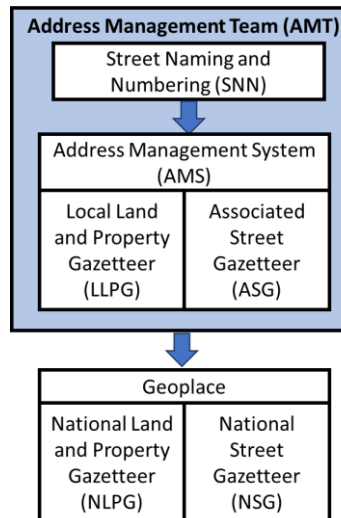 Address Management Team (AMT)
Street Naming and
Numbering (SNN)
Address Management System
(AMS)
Local Land
and Property
Gazetteer
(LLPG)
Associated
Street
Gazetteer
(ASG)
Geoplace
National Land
and Property
Gazetteer
(NLPG)
National
Street
Gazetteer
(NSG)